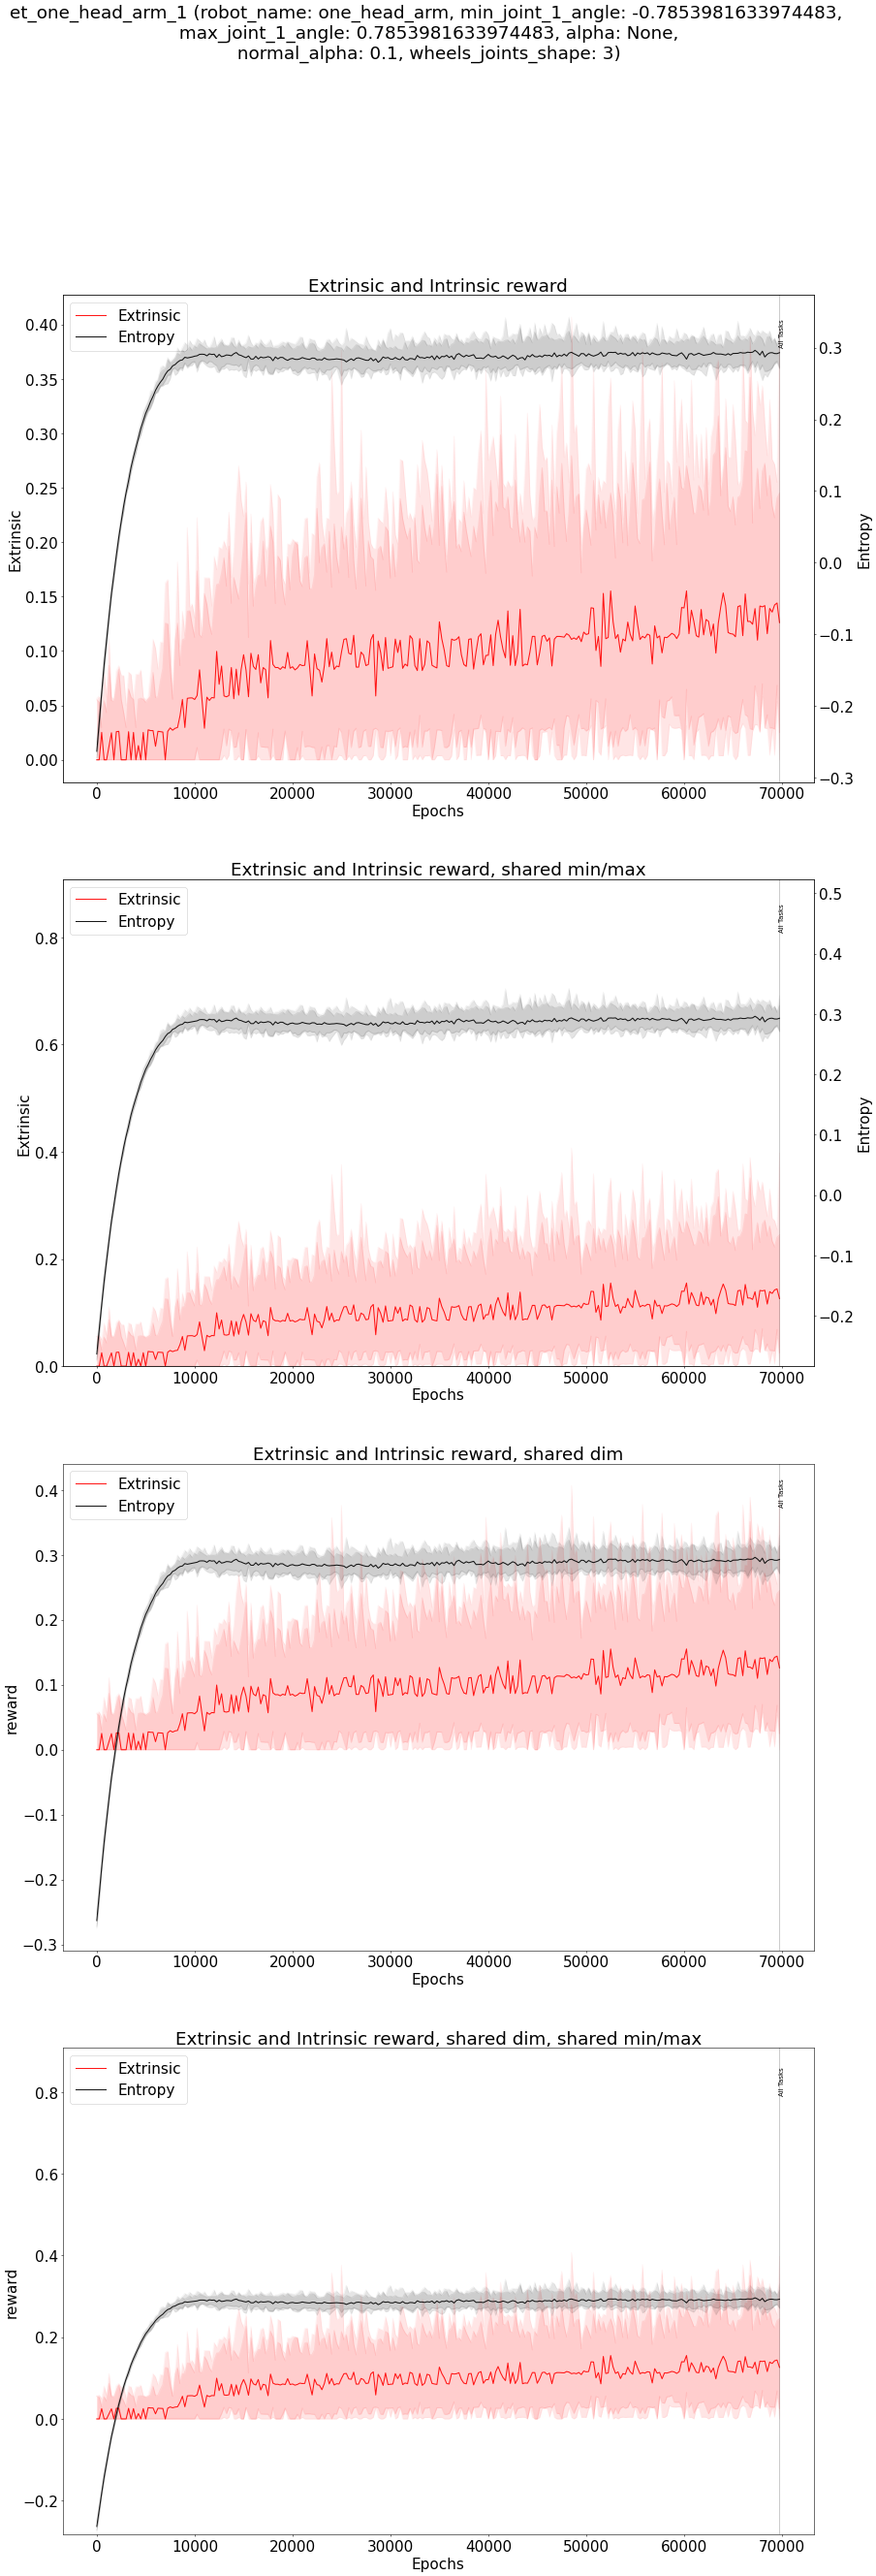 et_one_head_arm_1 (robot_name: one_head_arm, min_joint_1_angle: -0.7853981633974483,
max_joint_1_angle: 0.7853981633974483, alpha: None,
normal_alpha: 0.1, wheels_joints_shape: 3)
Extrinsic and Intrinsic reward
Extrinsic
Entropy
All Tasks
0.40
0.35
0.30
0.25
0.20
0.15
0.10
0.05
0.00
Extrinsic
0.3
0.2
0.1
0.0
−0.1
−0.2
−0.3
Entropy
0 10000 20000 30000 40000 50000 60000 70000
Epochs
Extrinsic and Intrinsic reward, shared min/max
Extrinsic
Entropy
All Tasks
0.8
0.6
0.4
0.2
0.0
Extrinsic
0.5
0.4
0.3
0.2
0.1
0.0
−0.1
−0.2
Entropy
0 10000 20000 30000 40000 50000 60000 70000
Epochs
Extrinsic and Intrinsic reward, shared dim
Extrinsic
Entropy
All Tasks
0.4
0.3
0.2
0.1
0.0
−0.1
−0.2
−0.3
reward
0 10000 20000 30000 40000 50000 60000 70000
Epochs
Extrinsic and Intrinsic reward, shared dim, shared min/max
Extrinsic
Entropy
All Tasks
0.8
0.6
0.4
0.2
0.0
−0.2
reward
0 10000 20000 30000 40000 50000 60000 70000
Epochs